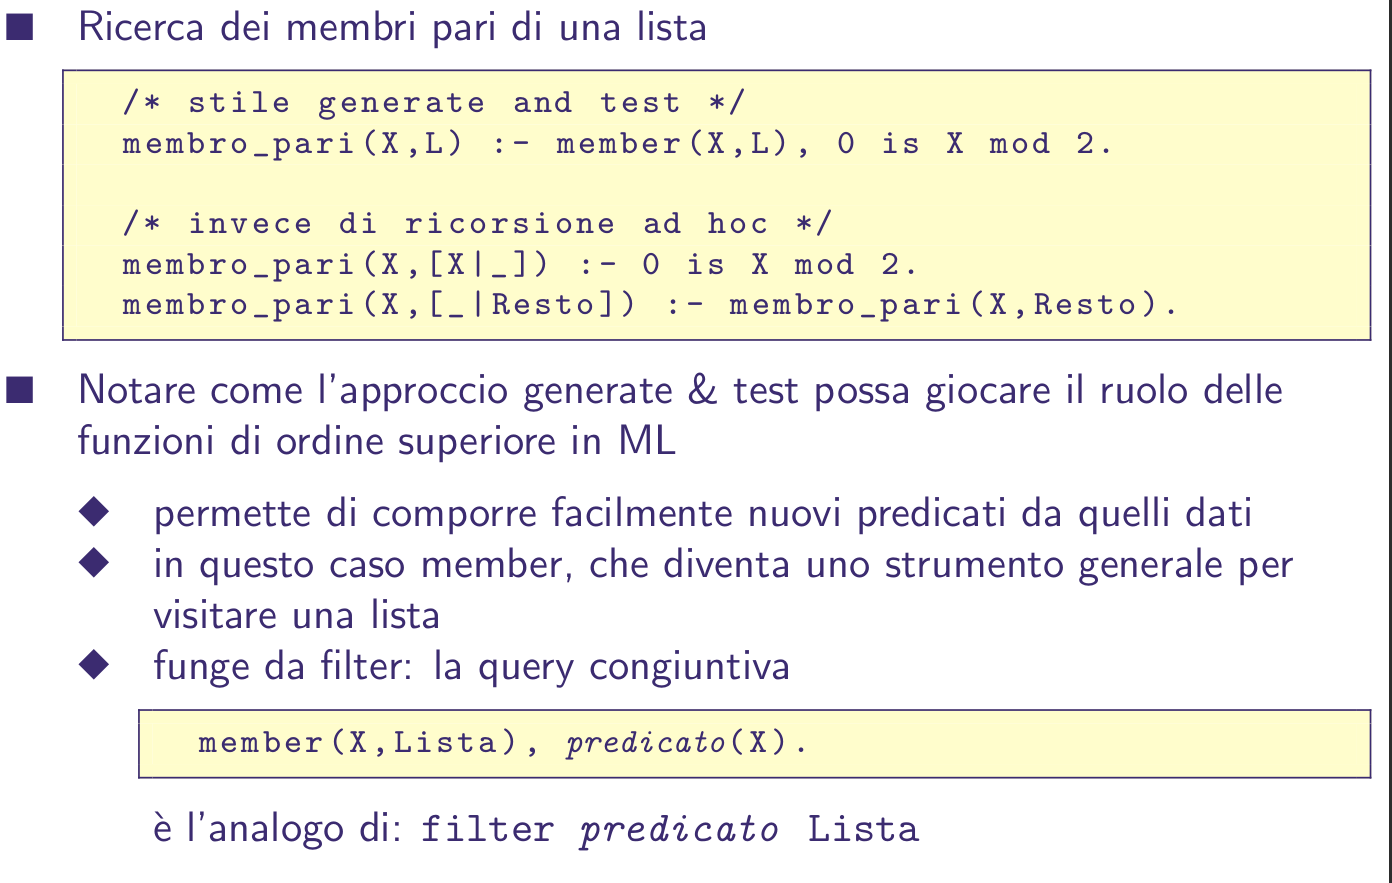 Ricerca dei membri pari di una lista
/* stile generate and test */
membro_pari(X,L) :- member(X,L), 0 is X mod 2.
/* invece di ricorsione ad hoc */
membro_pari(X,[X|_]) :- 0 is X mod 2.
membro_pari(X,[_|Resto]) :- membro_pari(X,Resto).
Notare come l'approccio generate & test possa giocare il ruolo delle
funzioni di ordine superiore in ML
permette di comporre facilmente nuovi predicati da quelli dati
in questo caso member, che diventa uno strumento generale per
visitare una lista
funge da filter: la query congiuntiva
member(X,Lista), predicato(X).
è l'analogo di: filter predicato Lista